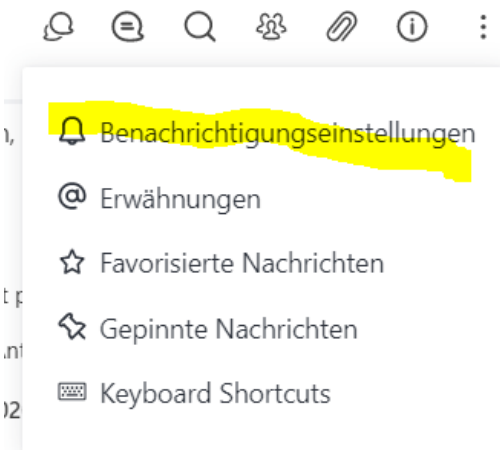 Benachrichtigungseinstellungen
@ Erwähnungen
Favorisierte Nachrichten
Gepinnte Nachrichten
Keyboard Shortcuts